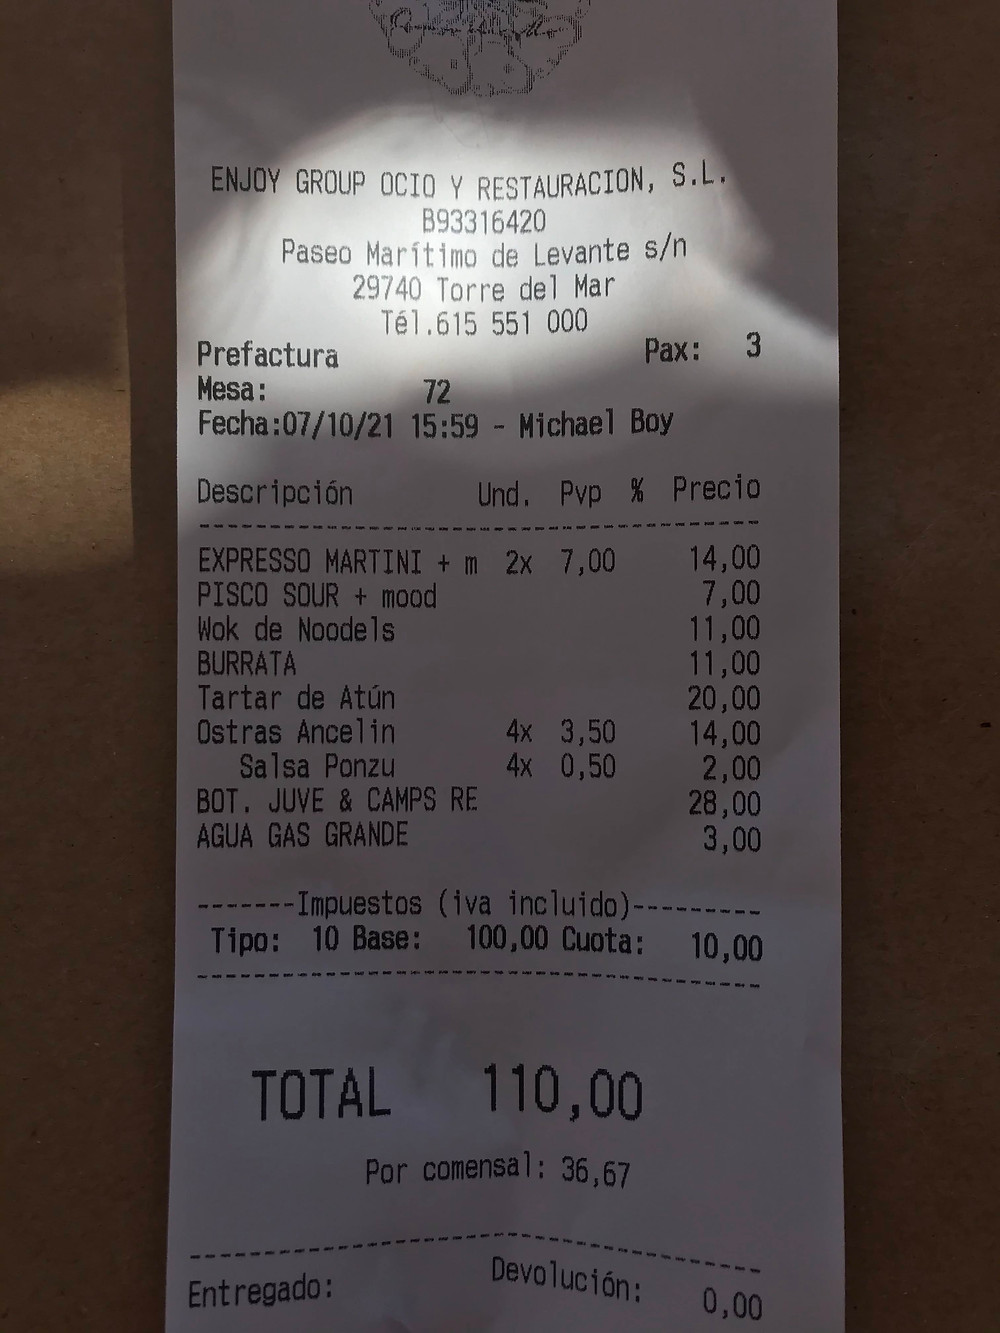 ENJOY GROUP OCIO Y RESTAURACION, S.L.
B93316420
Paseo Marítimo de Levante s/n
29740 Torre del Mar
Tél.615 551 000
Prefactura Pax: 3
Mesa: 72
Fecha:07/10/21 15:59 - Michael Boy
Descripción Und. Pvp % Precio
EXPRESSO MARTINI + m 2x 7,00 14,00
PISCO SOUR + mood 7,00
Wok de Noodels 11,00
BURRATA 11,00
Tartar de Atún 20,00
Ostras Ancelin 4x 3,50 14,00
Salsa Ponzu 4x 0,50 2,00
BOT. JUVE & CAMPS RE 28,00
AGUA GAS GRANDE 3,00
-------Impuestos (iva incluido)---------
Tipo: 10 Base: 100,00 Cuota: 10,00
TOTAL 110,00
Por comensal: 36,67
Entregado: Devolución: 0,00